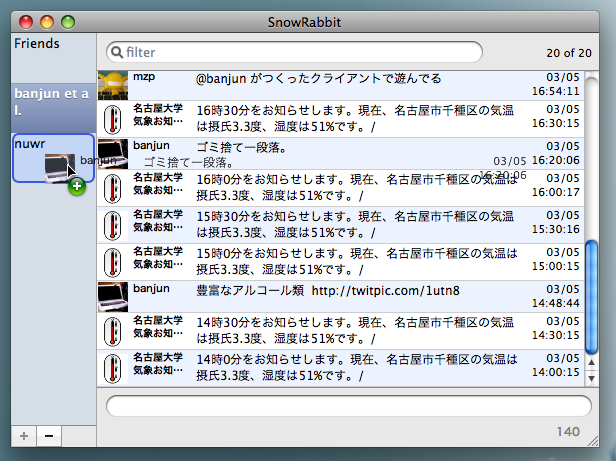 SnowRabbit
Friends
banjun et a
l.
nuwr
filter
20 of 20
mzp
@banjun がつくったクライアントで遊んでる
03/05
16:54:11
名古屋大学
気象お知…
16時30分をお知らせします。現在、名古屋市千種区の気温
は摂氏3.3度、湿度は51%です。/
03/05
16:30:15
banjun
ゴミ捨て一段落。
03/05
16:20:06
banjun
ゴミ捨て一段落。
03/05
16:20:06
名古屋大学
気象お知…
16時0分をお知らせします。現在、名古屋市千種区の気温は
摂氏3.3度、湿度は51%です。/
03/05
16:00:17
名古屋大学
気象お知…
15時30分をお知らせします。現在、名古屋市千種区の気温
は摂氏3.3度、湿度は51%です。/
03/05
15:30:16
名古屋大学
気象お知…
15時0分をお知らせします。現在、名古屋市千種区の気温は
摂氏3.3度、湿度は51%です。/
03/05
15:00:15
banjun
豊富なアルコール類 http://twitpic.com/1utn8
03/05
14:48:44
名古屋大学
気象お知…
14時30分をお知らせします。現在、名古屋市千種区の気温
は摂氏3.3度、湿度は51%です。/
03/05
14:30:15
名古屋大学
気象お知…
14時0分をお知らせします。現在、名古屋市千種区の気温は
摂氏3.3度、湿度は51%です。/
03/05
14:00:15
140